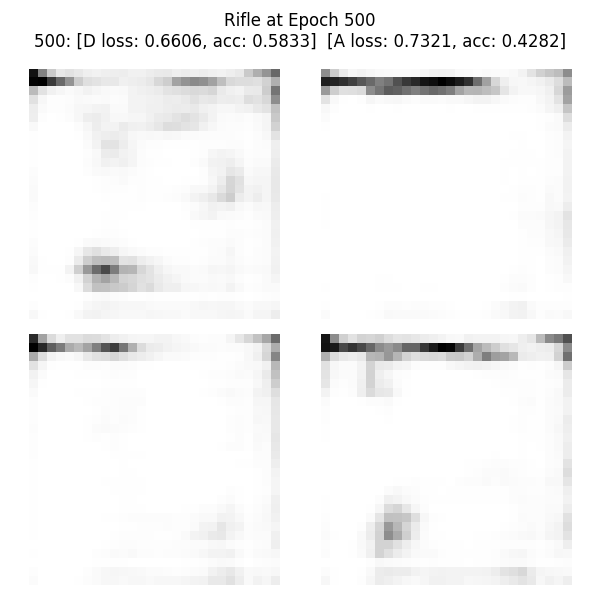 Rifle at Epoch 500
500: [D loss: 0.6606, acc: 0.5833]  [A loss: 0.7321, acc: 0.4282]